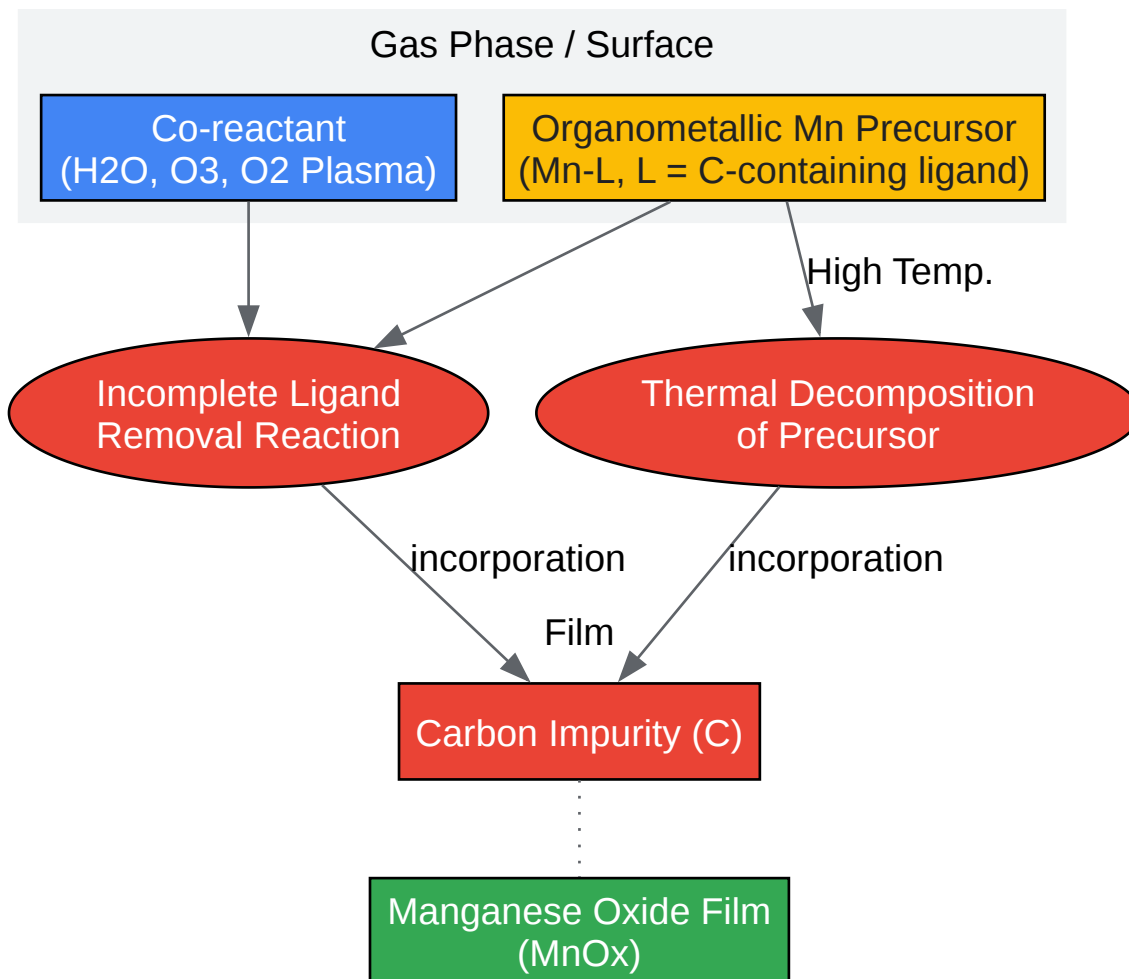 Gas Phase / Surface
Co-reactant
(H2O, O3, O2 Plasma)
Organometallic Mn Precursor
(Mn-L, L = C-containing ligand)
High Temp.
Incomplete Ligand
Removal Reaction
Thermal Decomposition
of Precursor
incorporation
incorporation
Film
Carbon Impurity (C)
Manganese Oxide Film
(MnOx)